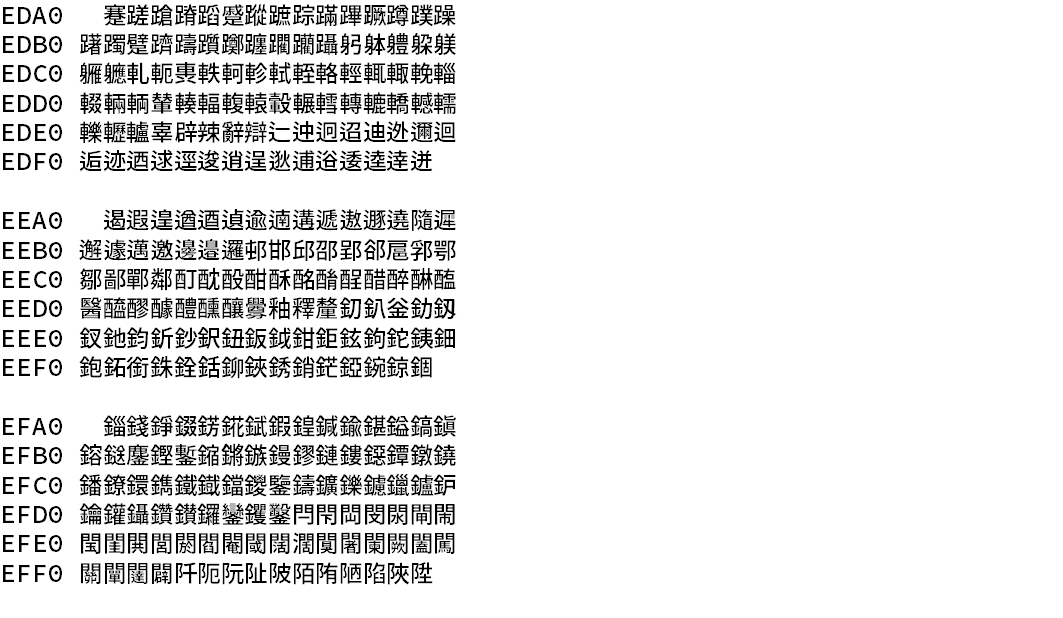 EDA0 蹇蹉蹌蹐蹈蹙蹤蹠踪蹣蹕蹶蹲蹼躁
EDB0 躇躅躄躋躊躓躑躔躙躪躡躬躰軆躱躾
EDC0 軅軈軋軛軣軼軻軫軾輊輅輕輒輙輓輜
EDD0 輟輛輌輦輳輻輹轅轂輾轌轉轆轎轗轜
EDE0 轢轣轤辜辟辣辭辯辷迚迥迢迪迯邇迴
EDF0 逅迹迺逑逕逡逍逞逖逋逧逶逵逹迸
EEA0 遏遐遑遒逎遉逾遖遘遞遨遯遶隨遲
EEB0 邂遽邁邀邊邉邏邨邯邱邵郢郤扈郛鄂
EEC0 鄒鄙鄲鄰酊酖酘酣酥酩酳酲醋醉醂醢
EED0 醫醯醪醵醴醺釀釁釉釋釐釖釟釡釛釼
EEE0 釵釶鈞釿鈔鈬鈕鈑鉞鉗鉅鉉鉤鉈銕鈿
EEF0 鉋鉐銜銖銓銛鉚鋏銹銷鋩錏鋺鍄錮
EFA0 錙錢錚錣錺錵錻鍜鍠鍼鍮鍖鎰鎬鎭
EFB0 鎔鎹鏖鏗鏨鏥鏘鏃鏝鏐鏈鏤鐚鐔鐓鐃
EFC0 鐇鐐鐶鐫鐵鐡鐺鑁鑒鑄鑛鑠鑢鑞鑪鈩
EFD0 鑰鑵鑷鑽鑚鑼鑾钁鑿閂閇閊閔閖閘閙
EFE0 閠閨閧閭閼閻閹閾闊濶闃闍闌闕闔闖
EFF0 關闡闥闢阡阨阮阯陂陌陏陋陷陜陞